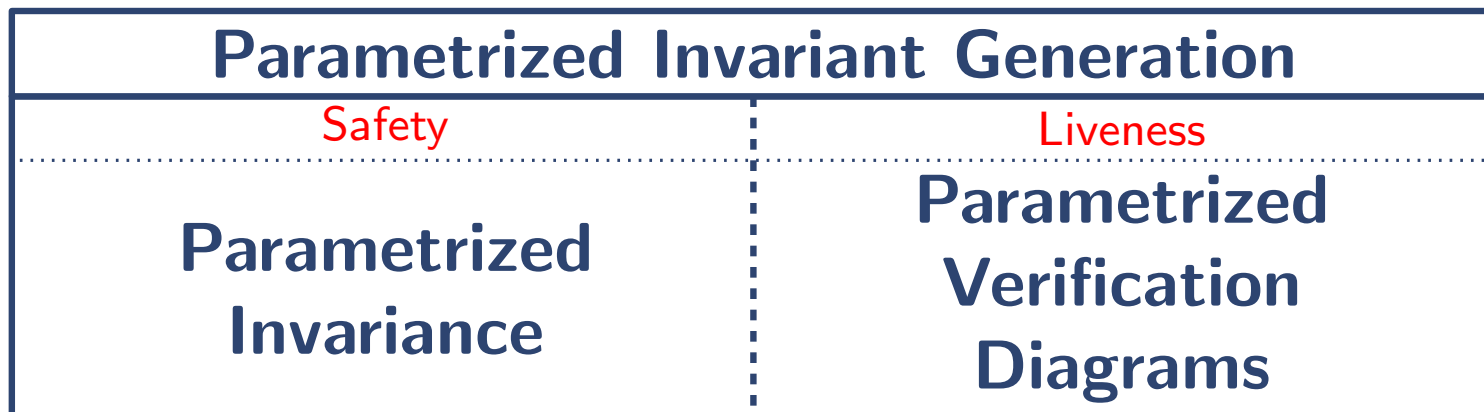 Parametrized Invariant Generation
Safety
Liveness
Parametrized
Invariance
Parametrized
Verification
Diagrams